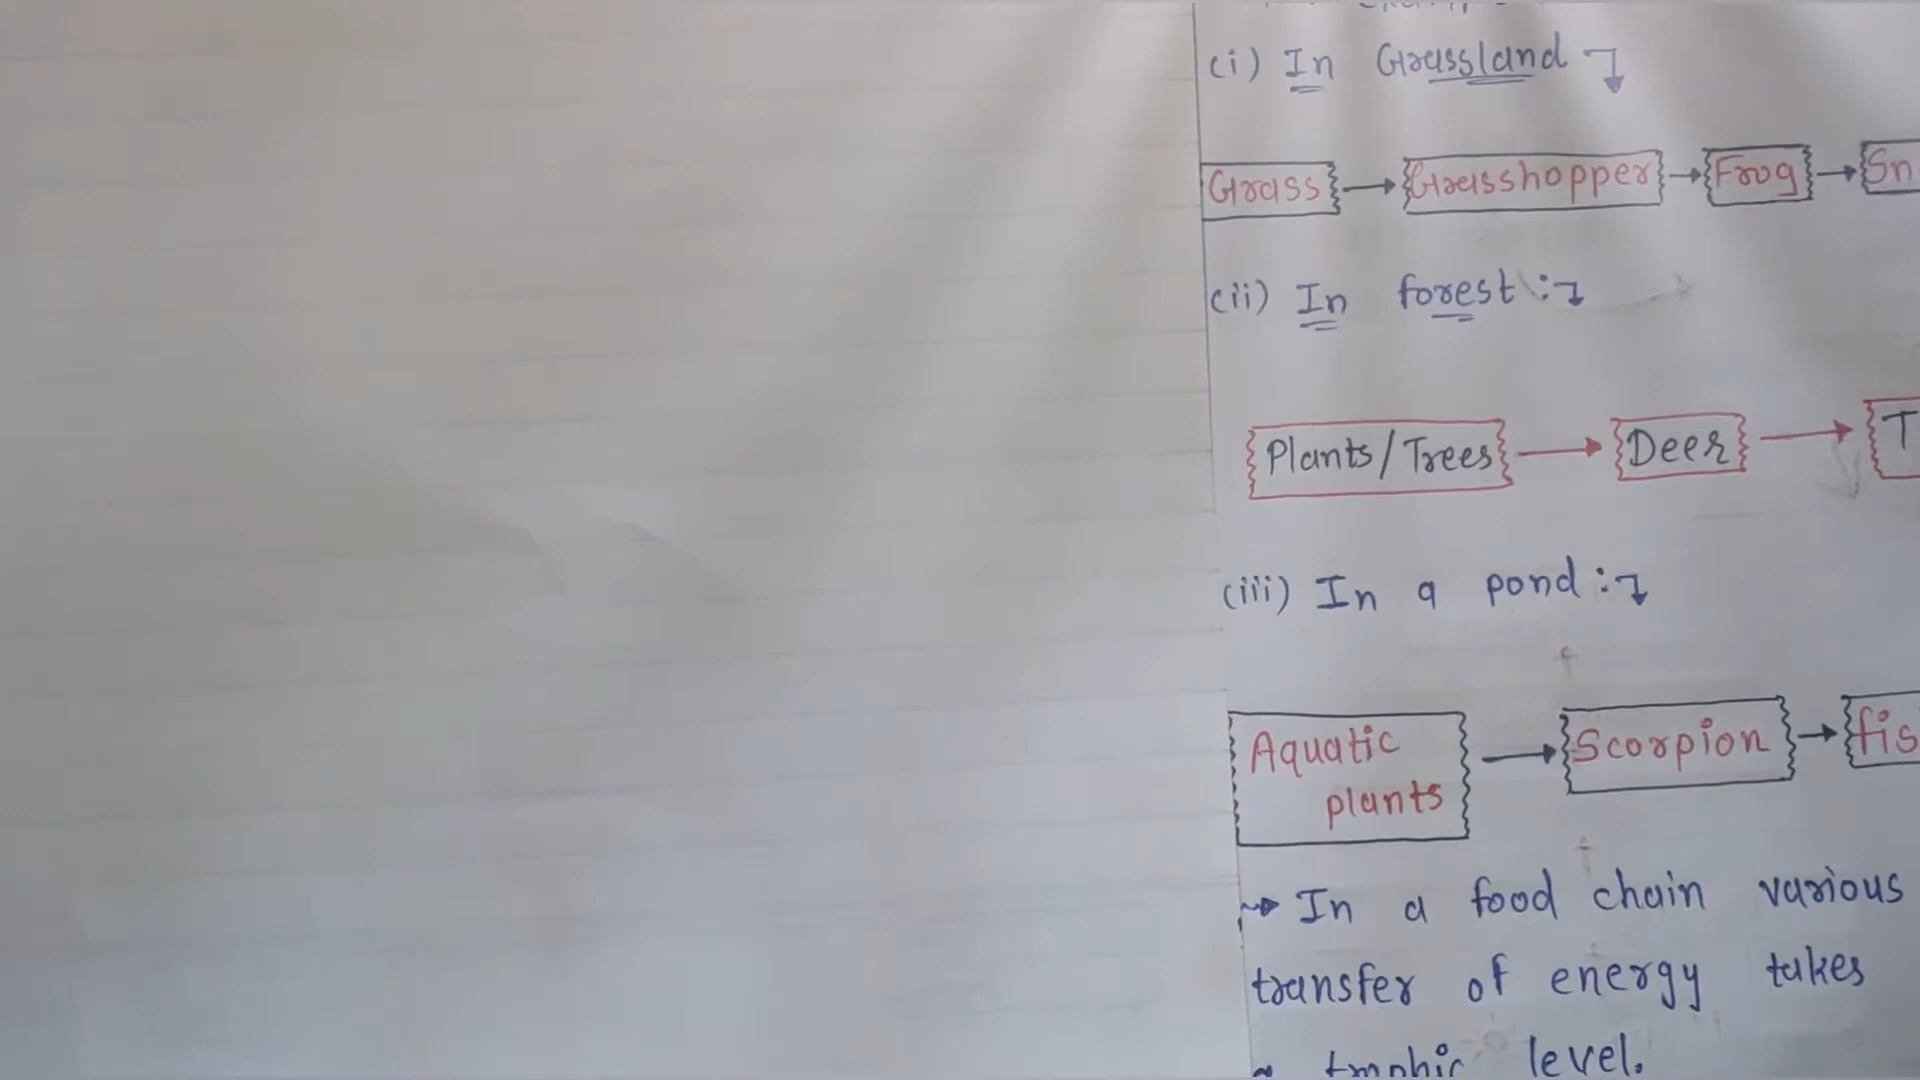 (i) In Grassland
Grass → Grasshopper → Frog → Sn
(ii) In forest :
Plants/Trees → Deer → T
(iii) In a pond :
Aquatic plants → Scorpion → fis
→ In a food chain various
transfer of energy takes
level.